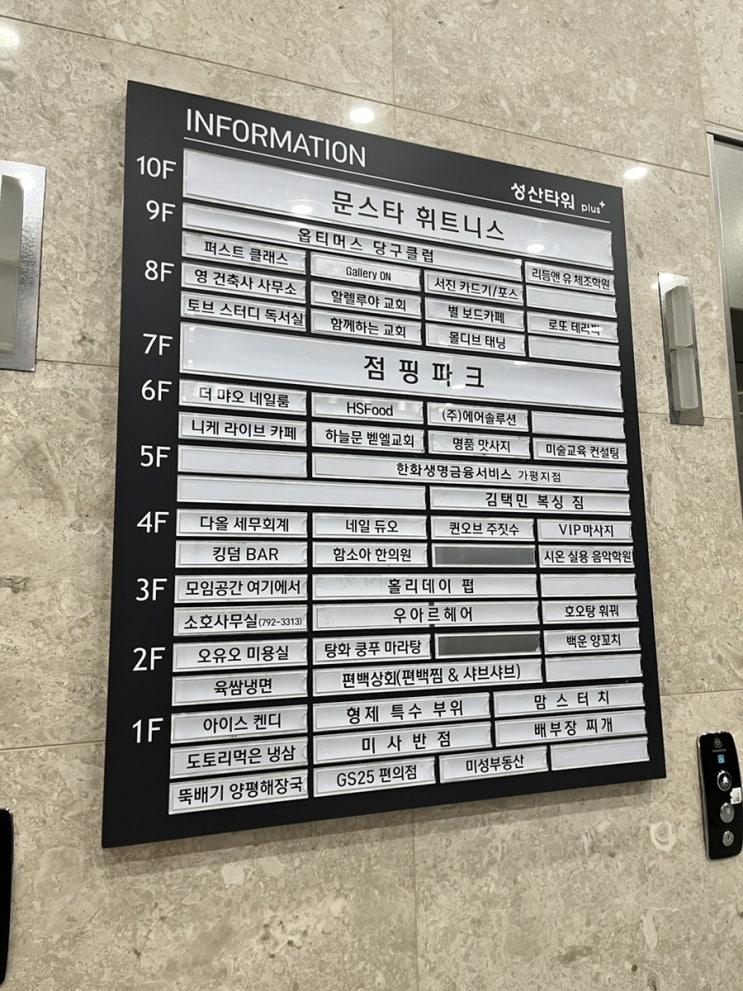 INFORMATION
성산타워 plus+
10F 문스타 휘트니스
9F 옵티머스 당구클럽
퍼스트 클래스 Gallery ON 서진 카드기/포스 리듬앤 유 체조학원
8F 영 건축사 사무소 할렐루야 교회 별 보드카페
토브 스터디 독서실 함께하는 교회 몰디브 태닝 로또
7F 점핑파크
6F 더 먀오 네일룸 HSFood (주)에어솔루션
니케 라이브 카페 하늘문 벧엘교회 명품 맛사지 미술교육 컨설팅
5F 한화생명금융서비스 가평지점
김택민 복싱 짐
4F 다올 세무회계 네일 듀오 퀸오브 주짓수 VIP마사지
킹덤 BAR 함소아 한의원 시온 실용 음악학원
3F 모임공간 여기에서 홀리데이 펍
소호사무실(792-3313) 우아르헤어 호오탕 훠궈
2F 오유오 미용실 탕화 쿵푸 마라탕 백운 양꼬치
육쌈냉면 편백상회(편백찜 & 샤브샤브)
1F 아이스 켄디 형제 특수 부위 맘스터치
도토리먹은 냉삼 미사반점 배부장 찌개
뚝배기 양평해장국 GS25 편의점 미성부동산